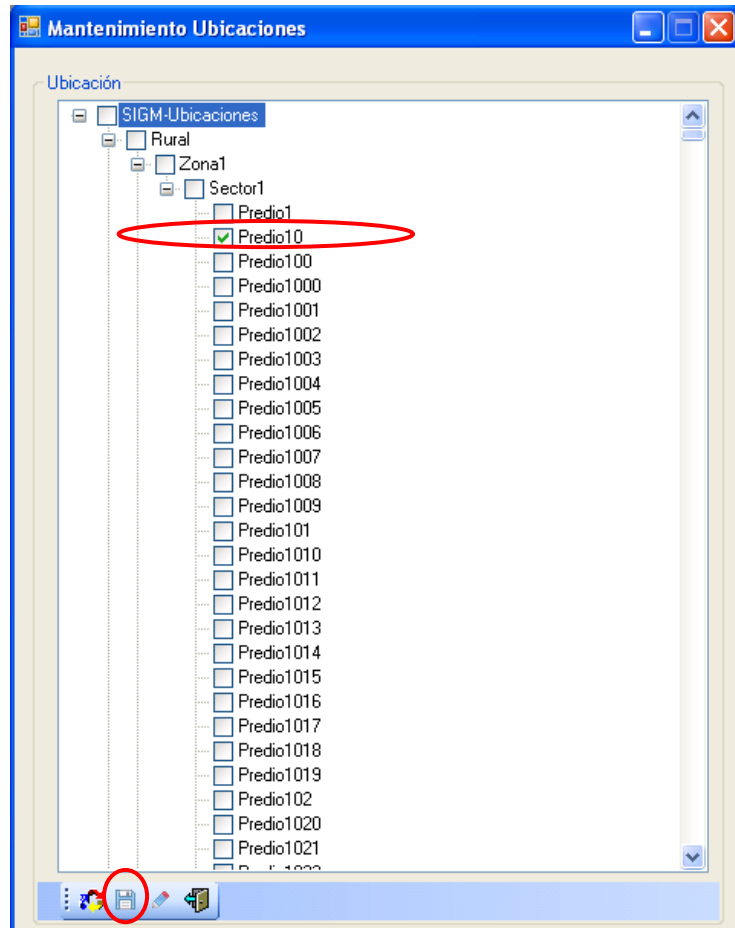 Mantenimiento Ubicaciones
Ubicación
SIGM-Ubicaciones
Rural
Zona1
Sector1
Predio1
Predio10
Predio100
Predio1000
Predio1001
Predio1002
Predio1003
Predio1004
Predio1005
Predio1006
Predio1007
Predio1008
Predio1009
Predio101
Predio1010
Predio1011
Predio1012
Predio1013
Predio1014
Predio1015
Predio1016
Predio1017
Predio1018
Predio1019
Predio102
Predio1020
Predio1021